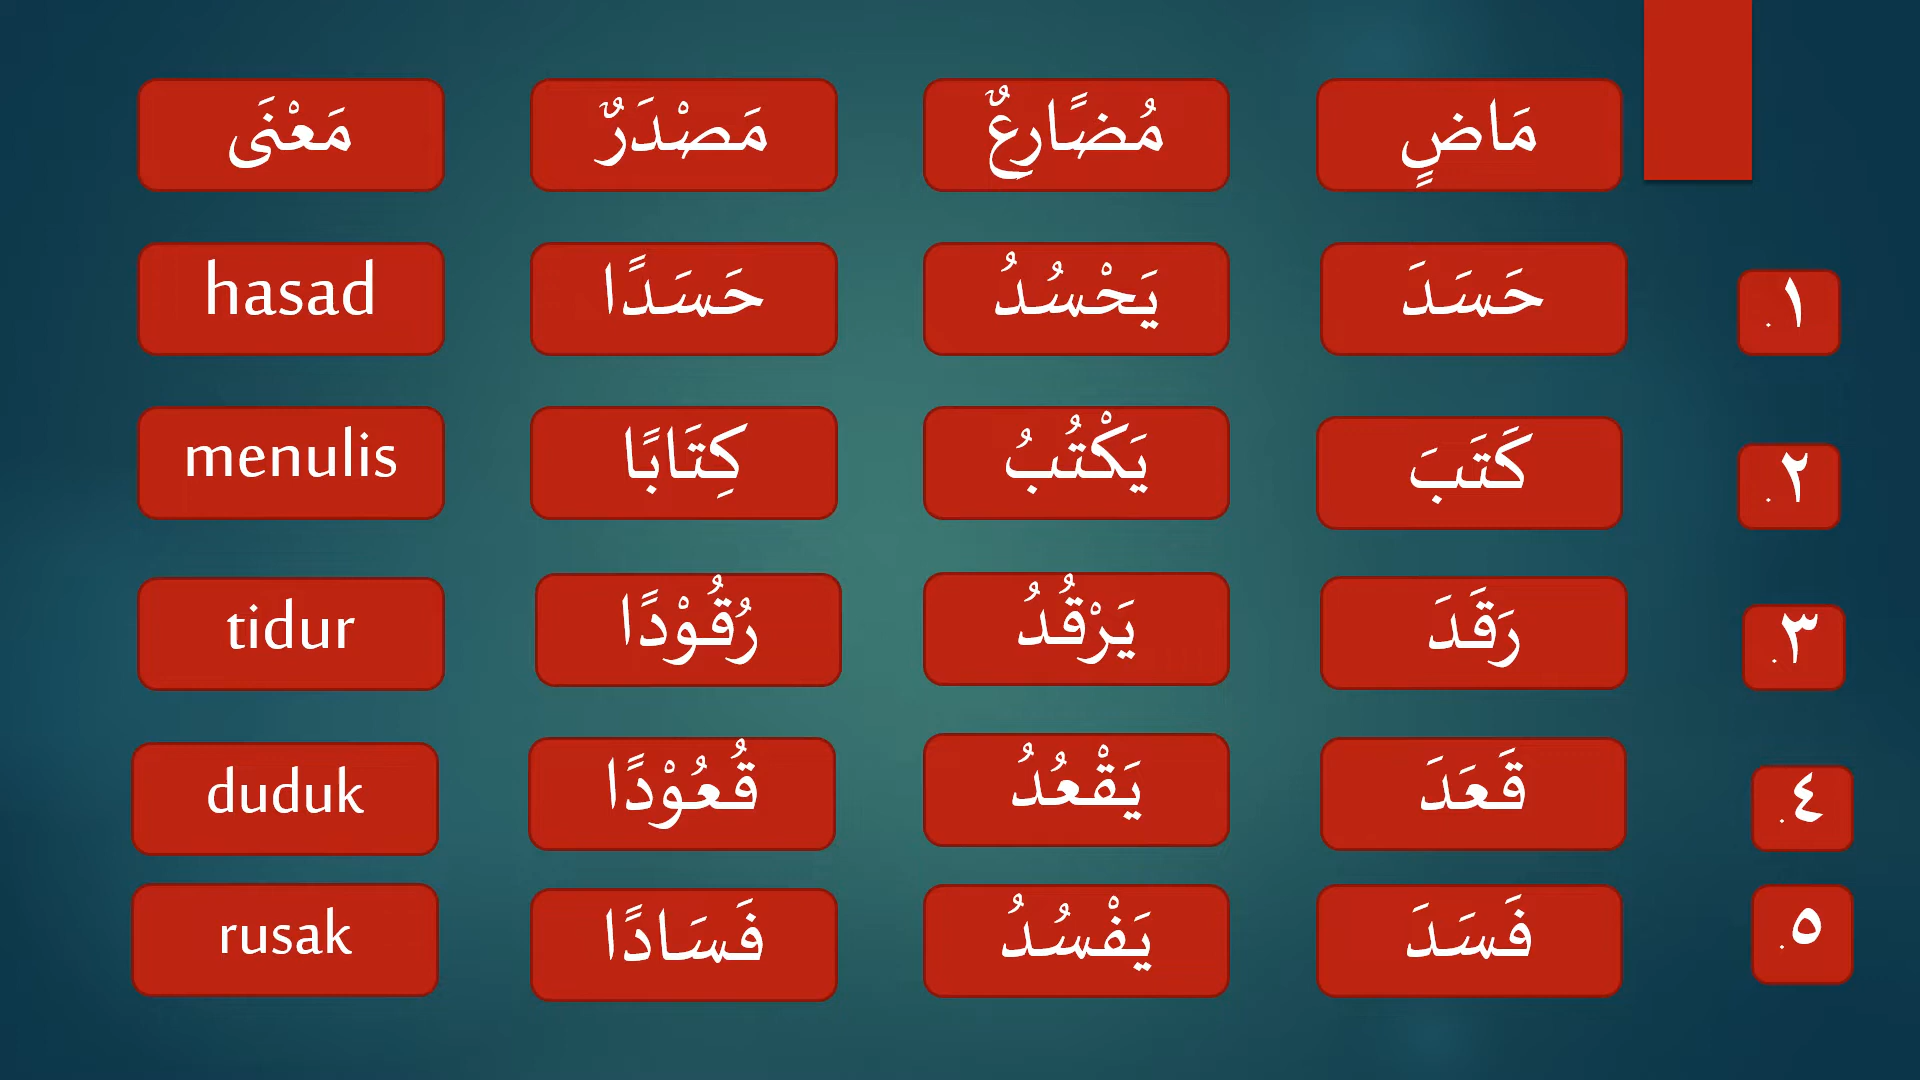 مَاضٍ مُضًارِعٌ مَصْدَرٌ مَعْنَى
١. حَسَدَ يَحْسُدُ حَسَدًا hasad
٢. كَتَبَ يَكْتُبُ كِتَابًا menulis
٣. رَقَدَ يَرْقُدُ رُقُوْدًا tidur
٤. قَعَدَ يَقْعُدُ قُعُوْدًا duduk
٥. فَسَدَ يَفْسُدُ فَسَادًا rusak